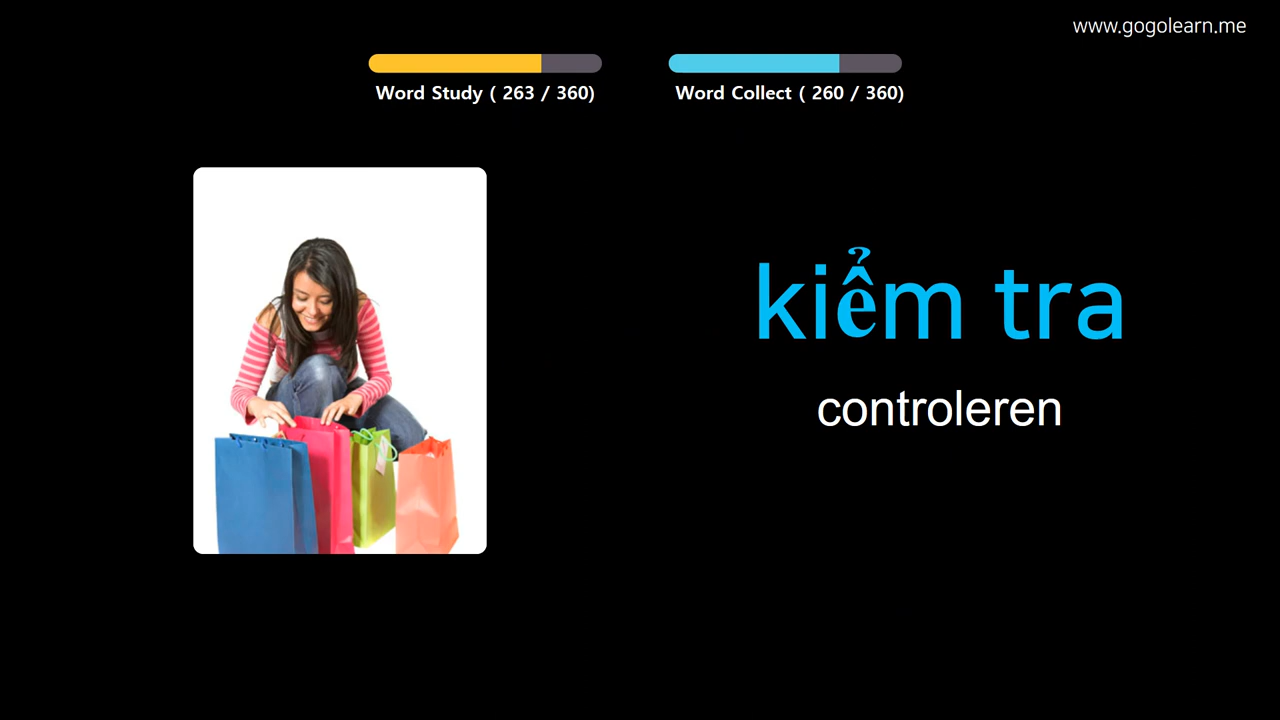 www.gogolearn.me
Word Study ( 263 / 360)
Word Collect ( 260 / 360)
kiểm tra
controleren